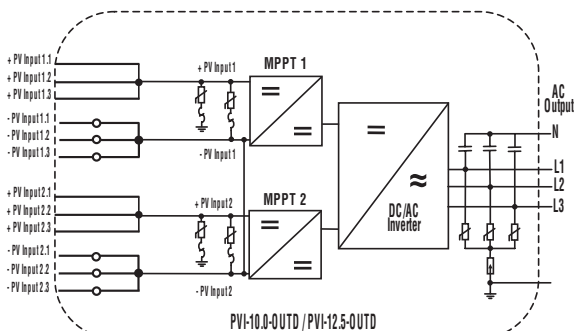 + PV Input 1.1
+ PV Input 1.2
+ PV Input 1.3
- PV Input 1.1
- PV Input 1.2
- PV Input 1.3
+ PV Input 1
- PV Input 1
MPPT 1
+ PV Input 2.1
+ PV Input 2.2
+ PV Input 2.3
- PV Input 2.1
- PV Input 2.2
- PV Input 2.3
+ PV Input 2
- PV Input 2
MPPT 2
DC/AC
Inverter
AC
Output
N
L1
L2
L3
PVI-10.0-OUTD / PVI-12.5-OUTD